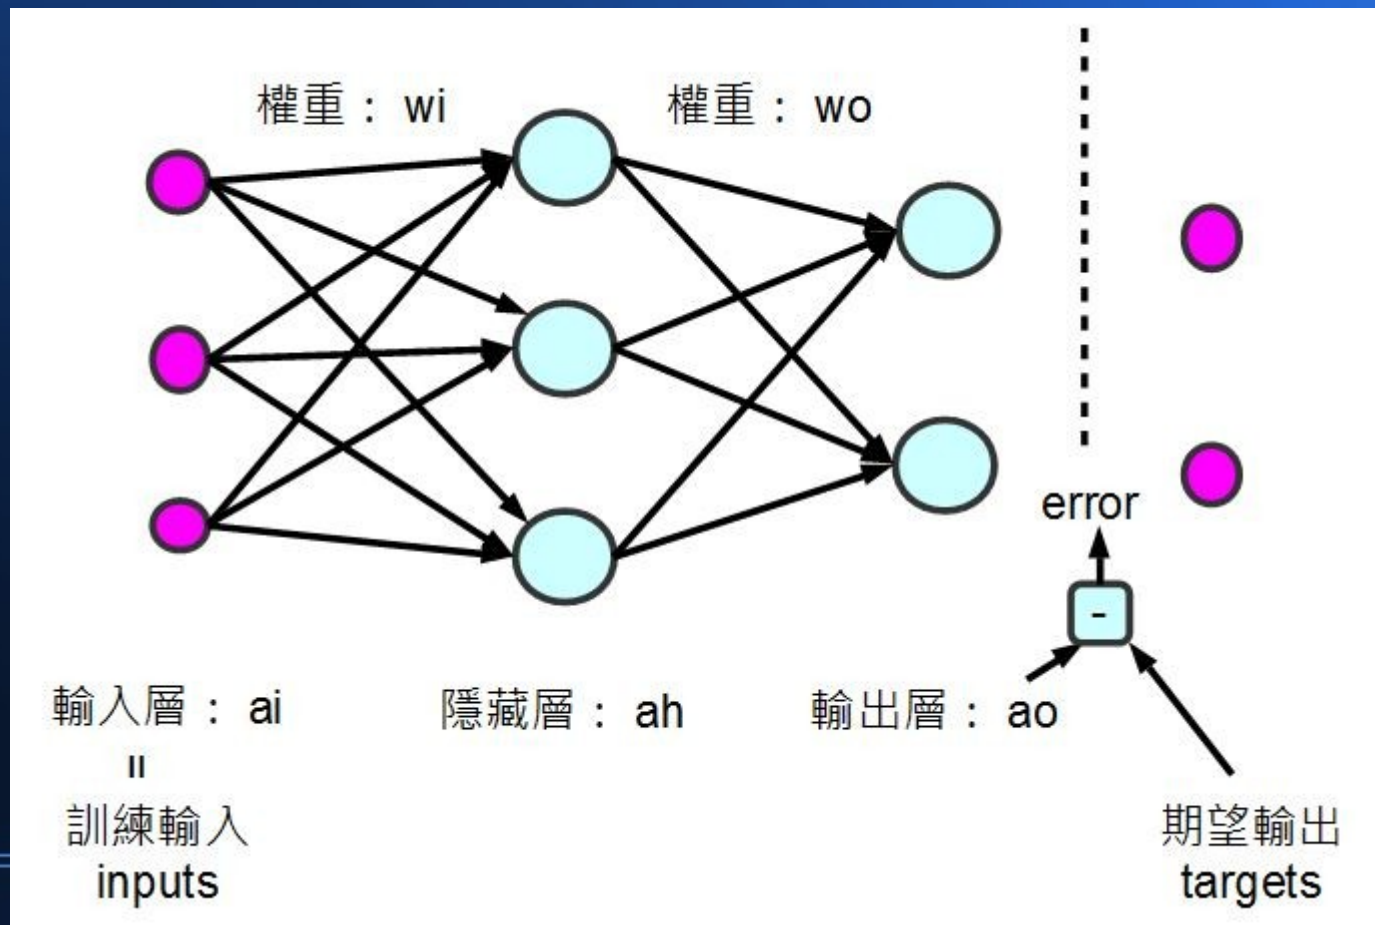 權重： wi
權重： wo
error
-
輸入層： ai
隱藏層： ah
輸出層： ao
=
訓練輸入
inputs
期望輸出
targets